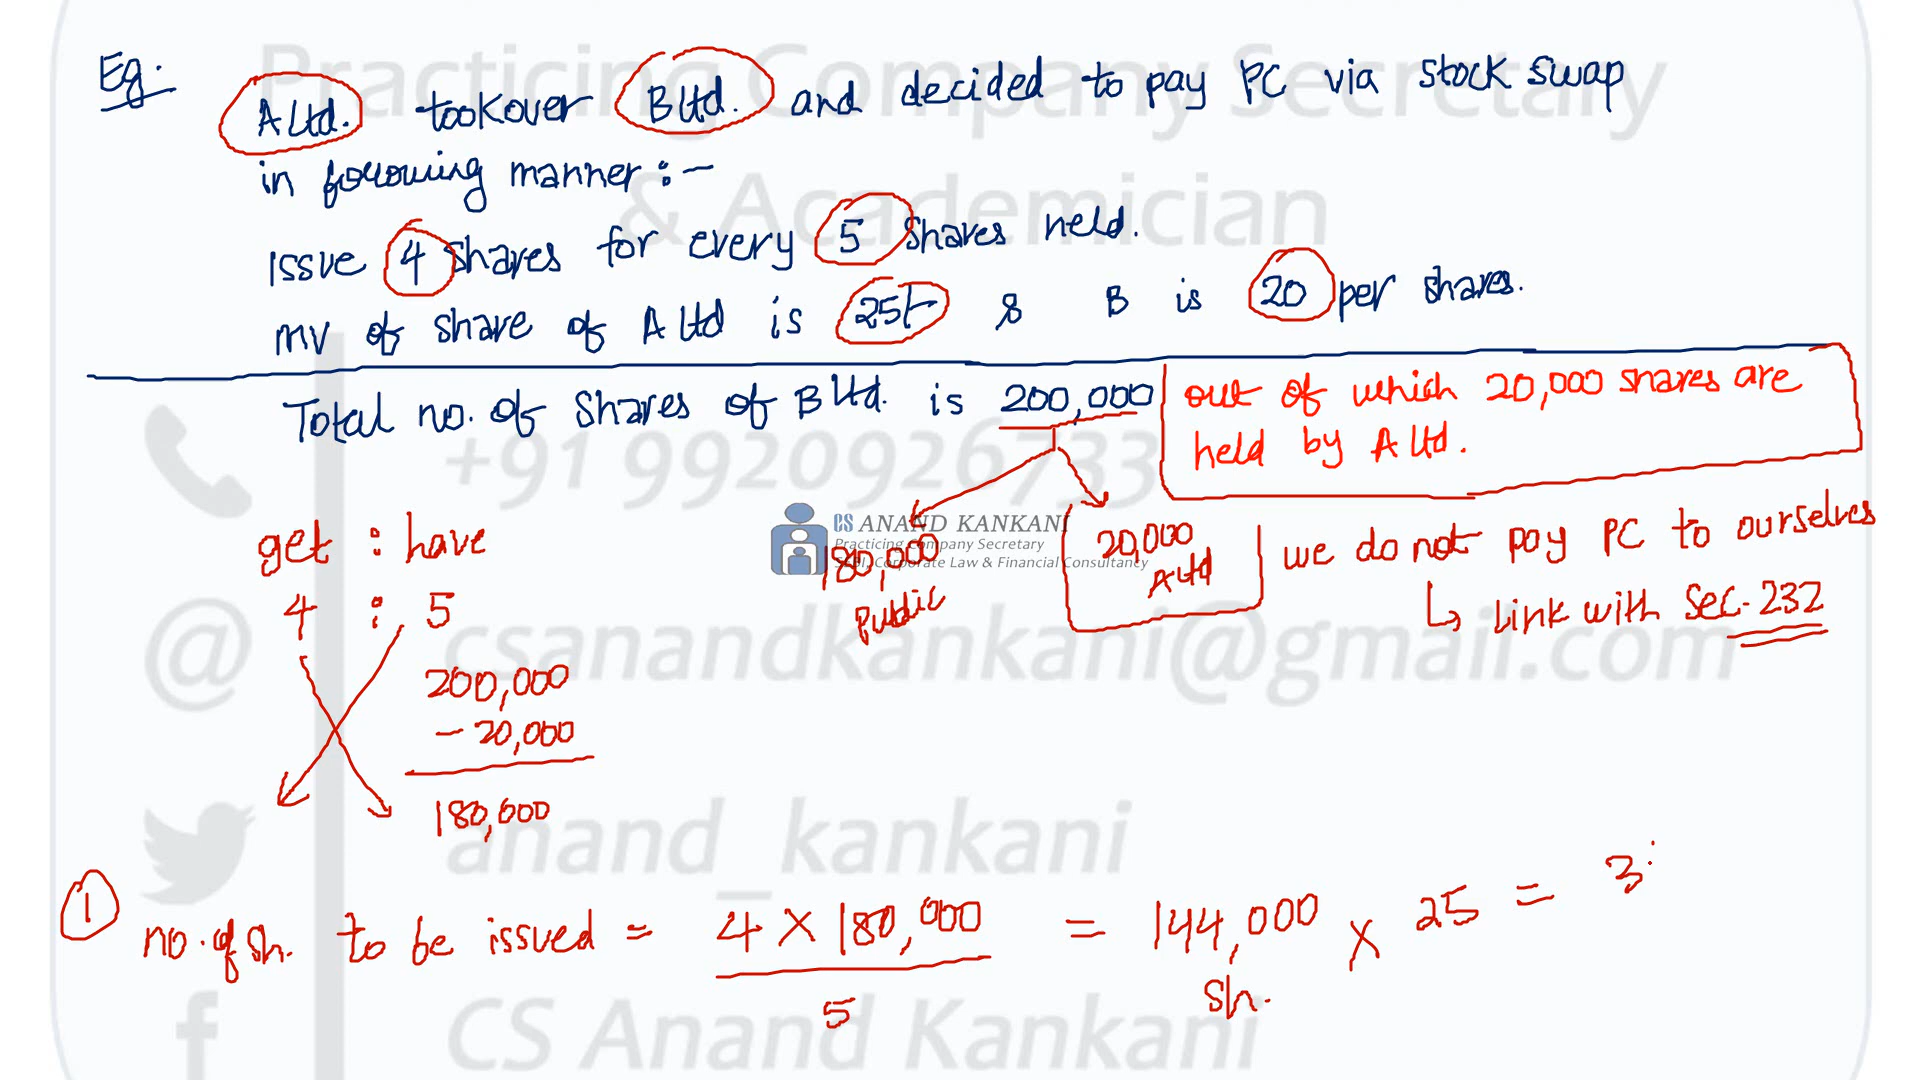 Eg:
A Ltd. tookover B Ltd. and decided to pay PC via stock swap
in following manner :-
Issue 4 shares for every 5 shares held.
MV of share of A Ltd is 25/- & B is 20 per shares.
Total no. of Shares of B Ltd. is 200,000
out of which 20,000 shares are
held by A Ltd.
180,000
Public
20,000
A Ltd
we do not pay PC to ourselves
Link with Sec-232
get : have
4 : 5
200,000
- 20,000
180,000
1 no. of sh. to be issued = 4 X 180,000 = 144,000 X 25 = 3
5
sh.
Practicing Company Secretary
& Academician
+91 9920926733
csanandkankani@gmail.com
anand_kankani
CS Anand Kankani
CS ANAND KANKANI
Practicing Company Secretary
SEBI, Corporate Law & Financial Consultancy